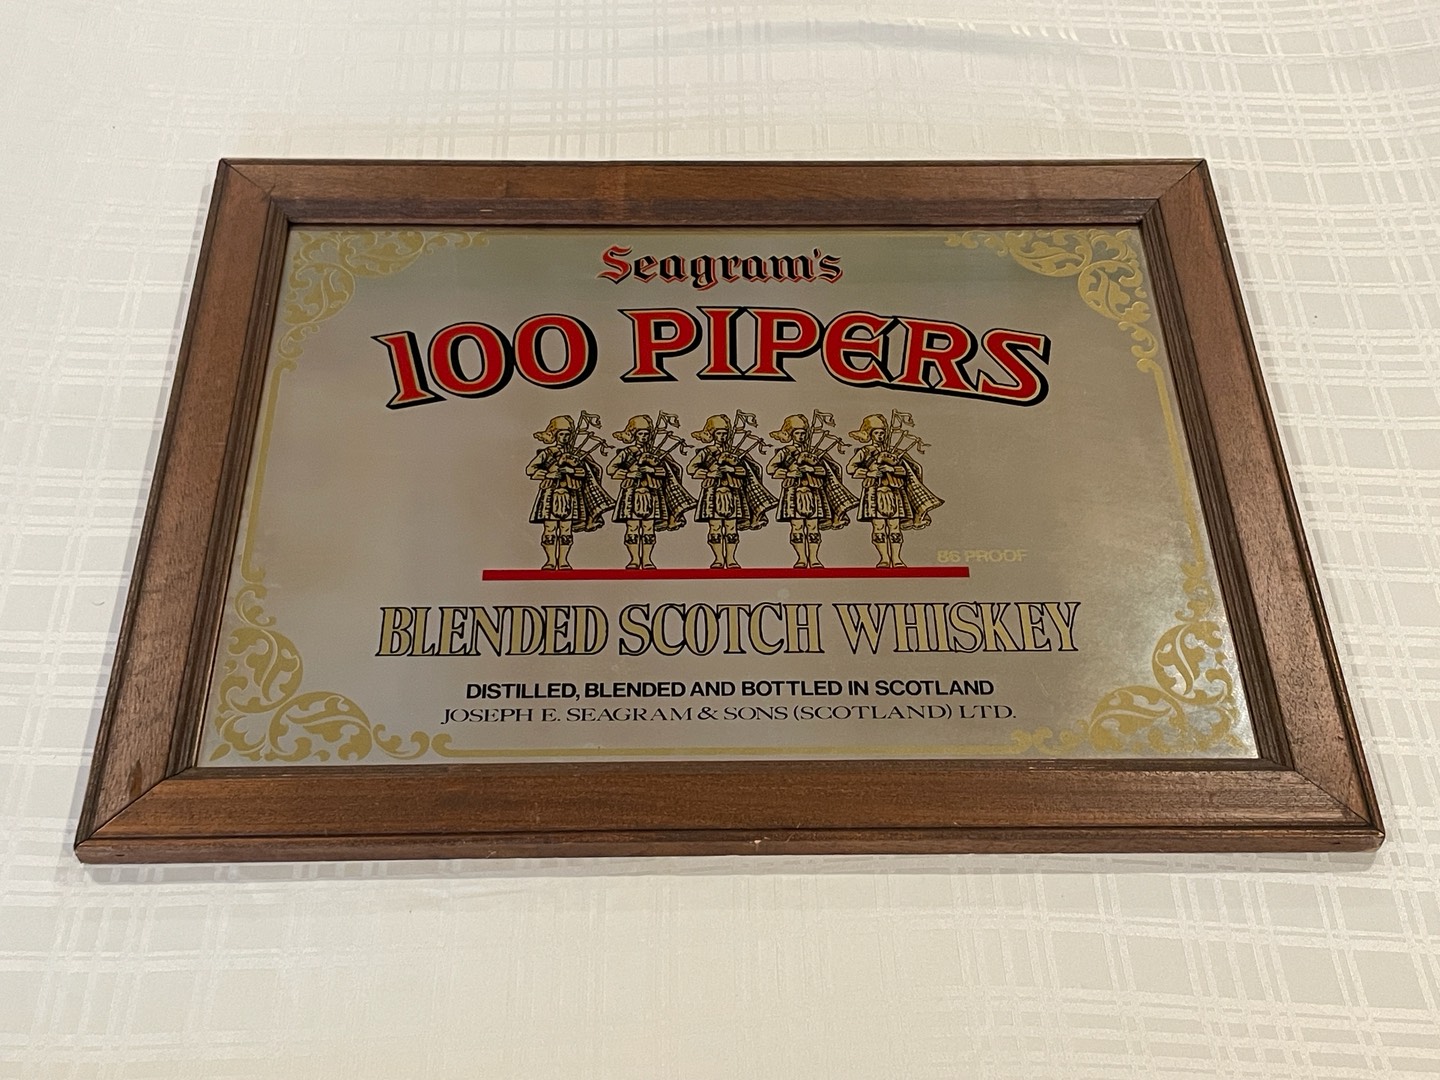 Seagram's
100 PIPERS
86 PROOF
BLENDED SCOTCH WHISKEY
DISTILLED, BLENDED AND BOTTLED IN SCOTLAND
JOSEPH E. SEAGRAM & SONS (SCOTLAND) LTD.